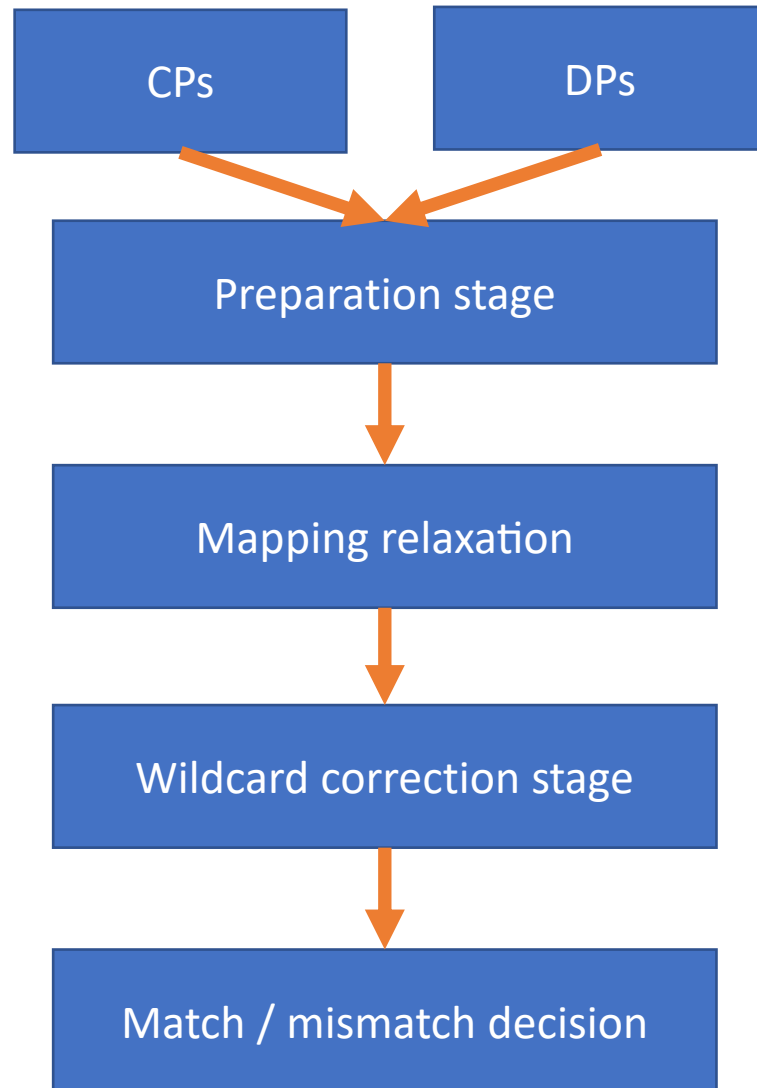 CPs
DPs
Preparation stage
Mapping relaxation
Wildcard correction stage
Match / mismatch decision